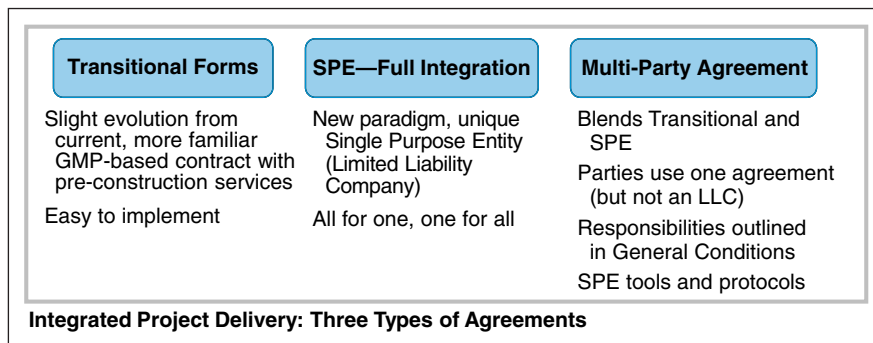 Transitional Forms
Slight evolution from
current, more familiar
GMP-based contract with
pre-construction services
Easy to implement
SPE—Full Integration
New paradigm, unique
Single Purpose Entity
(Limited Liability
Company)
All for one, one for all
Multi-Party Agreement
Blends Transitional and
SPE
Parties use one agreement
(but not an LLC)
Responsibilities outlined
in General Conditions
SPE tools and protocols
Integrated Project Delivery: Three Types of Agreements